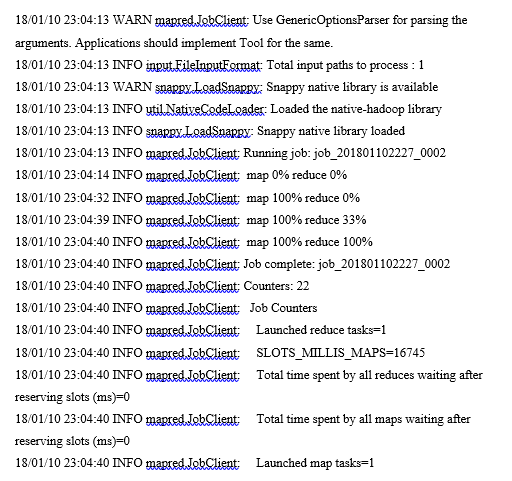 18/01/10 23:04:13 WARN mapred.JobClient: Use GenericOptionsParser for parsing the
arguments. Applications should implement Tool for the same.
18/01/10 23:04:13 INFO input.FileInputFormat: Total input paths to process : 1
18/01/10 23:04:13 WARN snappy.LoadSnappy: Snappy native library is available
18/01/10 23:04:13 INFO util.NativeCodeLoader: Loaded the native-hadoop library
18/01/10 23:04:13 INFO snappy.LoadSnappy: Snappy native library loaded
18/01/10 23:04:13 INFO mapred.JobClient: Running job: job_201801102227_0002
18/01/10 23:04:14 INFO mapred.JobClient: map 0% reduce 0%
18/01/10 23:04:32 INFO mapred.JobClient: map 100% reduce 0%
18/01/10 23:04:39 INFO mapred.JobClient: map 100% reduce 33%
18/01/10 23:04:40 INFO mapred.JobClient: map 100% reduce 100%
18/01/10 23:04:40 INFO mapred.JobClient: Job complete: job_201801102227_0002
18/01/10 23:04:40 INFO mapred.JobClient: Counters: 22
18/01/10 23:04:40 INFO mapred.JobClient: Job Counters
18/01/10 23:04:40 INFO mapred.JobClient: Launched reduce tasks=1
18/01/10 23:04:40 INFO mapred.JobClient: SLOTS_MILLIS_MAPS=16745
18/01/10 23:04:40 INFO mapred.JobClient: Total time spent by all reduces waiting after
reserving slots (ms)=0
18/01/10 23:04:40 INFO mapred.JobClient: Total time spent by all maps waiting after
reserving slots (ms)=0
18/01/10 23:04:40 INFO mapred.JobClient: Launched map tasks=1